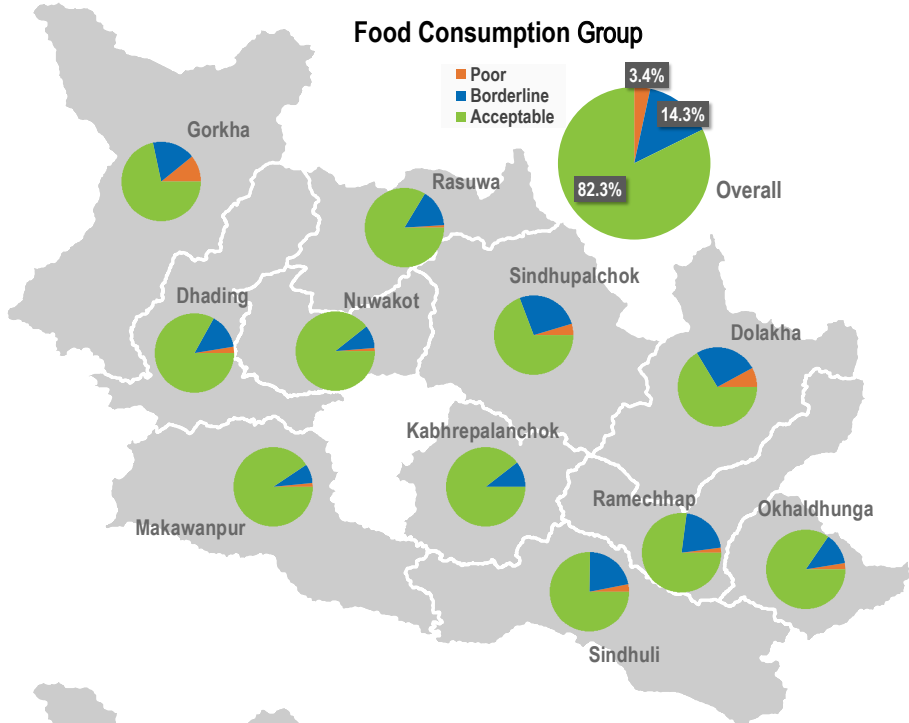 Food Consumption Group
Poor
Borderline
Acceptable
3.4%
14.3%
82.3%
Overall
Gorkha
Rasuwa
Sindhupalchok
Dhading
Nuwakot
Dolakha
Kabhrepalanchok
Makawanpur
Ramechhap
Okhaldhunga
Sindhuli